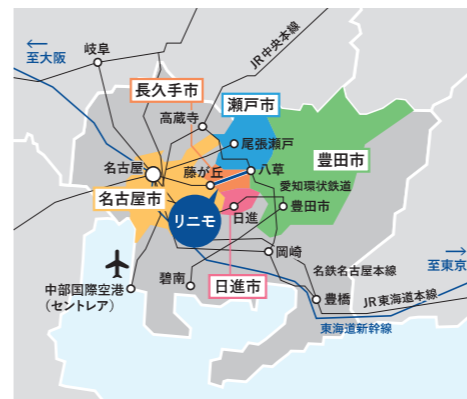 至大阪
岐阜
JR中央本線
長久手市
瀬戸市
高蔵寺
尾張瀬戸
豊田市
名古屋
藤が丘
八草
愛知環状鉄道
名古屋市
リニモ
日進
豊田市
岡崎
名鉄名古屋本線
至東京
中部国際空港
(セントレア)
碧南
日進市
豊橋
JR東海道本線
東海道新幹線